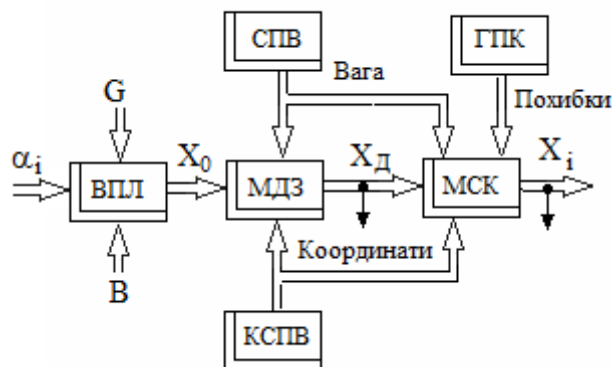 СПВ
ГПК
Вага
Похибки
G
αi
X0
XД
Xi
ВПЛ
МДЗ
МСК
B
Координати
КСПВ